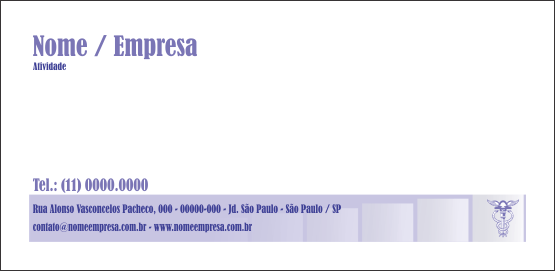 Nome / Empresa
Atividade
Tel.: (11) 0000.0000
Rua Alonso Vasconcelos Pacheco, 000 - 00000-000 - Jd. São Paulo - São Paulo / SP
contato@nomeempresa.com.br - www.nomeempresa.com.br